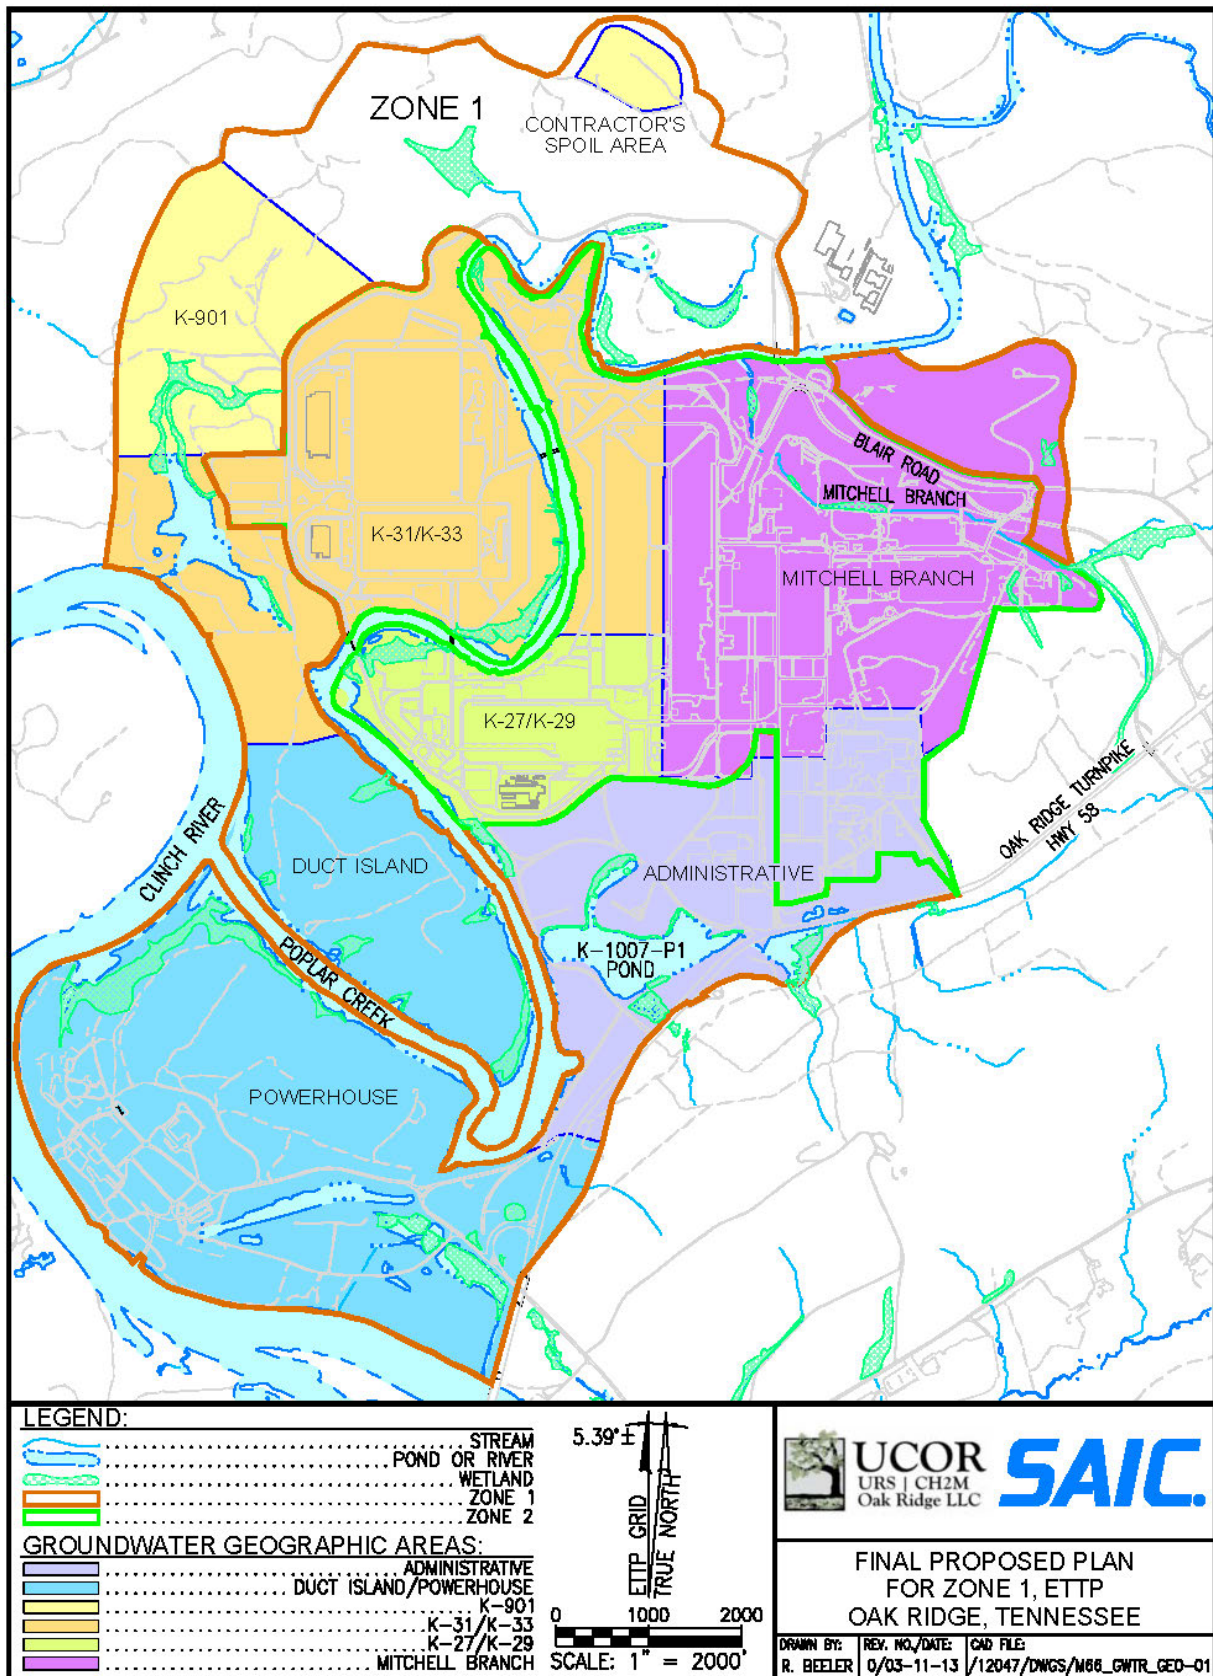 ZONE 1
CONTRACTOR'S
SPOIL AREA
K-901
BLAIR ROAD
MITCHELL BRANCH
K-31/K-33
MITCHELL BRANCH
K-27/K-29
OAK RIDGE TURNPIKE
HWY 58
CLINCH RIVER
DUCT ISLAND
ADMINISTRATIVE
K-1007-P1
POND
POPLAR CREEK
POWERHOUSE
LEGEND:
STREAM
POND OR RIVER
WETLAND
ZONE 1
ZONE 2
GROUNDWATER GEOGRAPHIC AREAS:
ADMINISTRATIVE
DUCT ISLAND/POWERHOUSE
K-901
K-31/K-33
K-27/K-29
MITCHELL BRANCH
5.39°±
ETTP GRID
TRUE NORTH
0 1000 2000
SCALE: 1" = 2000'
UCOR
URS | CH2M
Oak Ridge LLC
SAIC.
FINAL PROPOSED PLAN
FOR ZONE 1, ETTP
OAK RIDGE, TENNESSEE
DRAWN BY: REV. NO./DATE: CAD FILE:
R. BEELER 0/03-11-13 /12047/DWGS/M66_GWTR_GEO-01